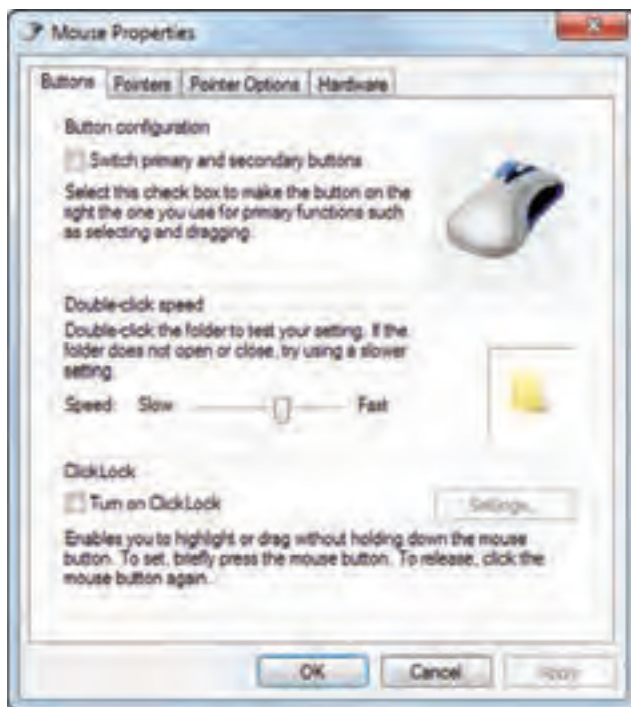 Mouse Properties
Buttons Pointers Pointer Options Hardware
Button configuration
Switch primary and secondary buttons
Select this check box to make the button on the
right the one you use for primary functions such
as selecting and dragging.
Double-click speed
Double-click the folder to test your setting. If the
folder does not open or close, try using a slower
setting.
Speed: Slow Fast
ClickLock
Turn on ClickLock Settings...
Enables you to highlight or drag without holding down the mouse
button. To set, briefly press the mouse button. To release, click the
mouse button again.
OK Cancel Apply